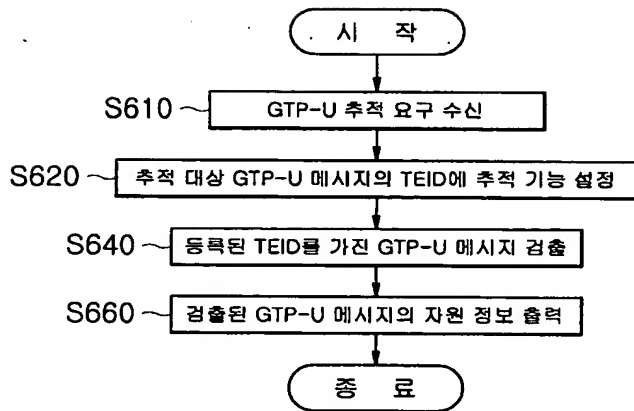 시 작
S610 GTP-U 추적 요구 수신
S620 추적 대상 GTP-U 메시지의 TEID에 추적 기능 설정
S640 등록된 TEID를 가진 GTP-U 메시지 검출
S660 검출된 GTP-U 메시지의 자원 정보 출력
종 료